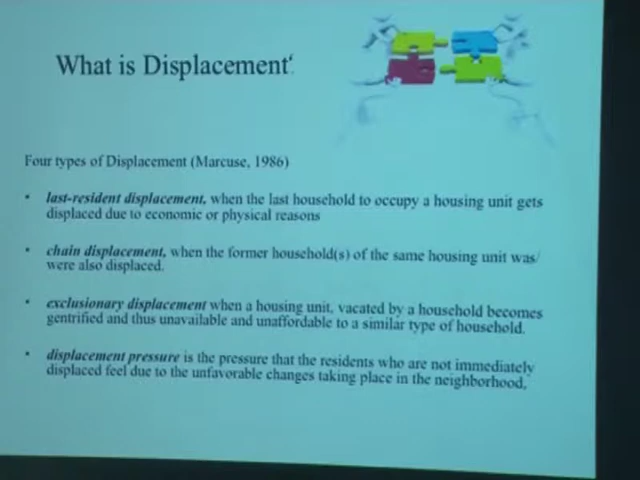 What is Displacement?
Four types of Displacement (Marcuse, 1986)
• last-resident displacement, when the last household to occupy a housing unit gets
displaced due to economic or physical reasons
• chain displacement, when the former household(s) of the same housing unit was/
were also displaced.
• exclusionary displacement when a housing unit, vacated by a household becomes
gentrified and thus unavailable and unaffordable to a similar type of household.
• displacement pressure is the pressure that the residents who are not immediately
displaced feel due to the unfavorable changes taking place in the neighborhood,